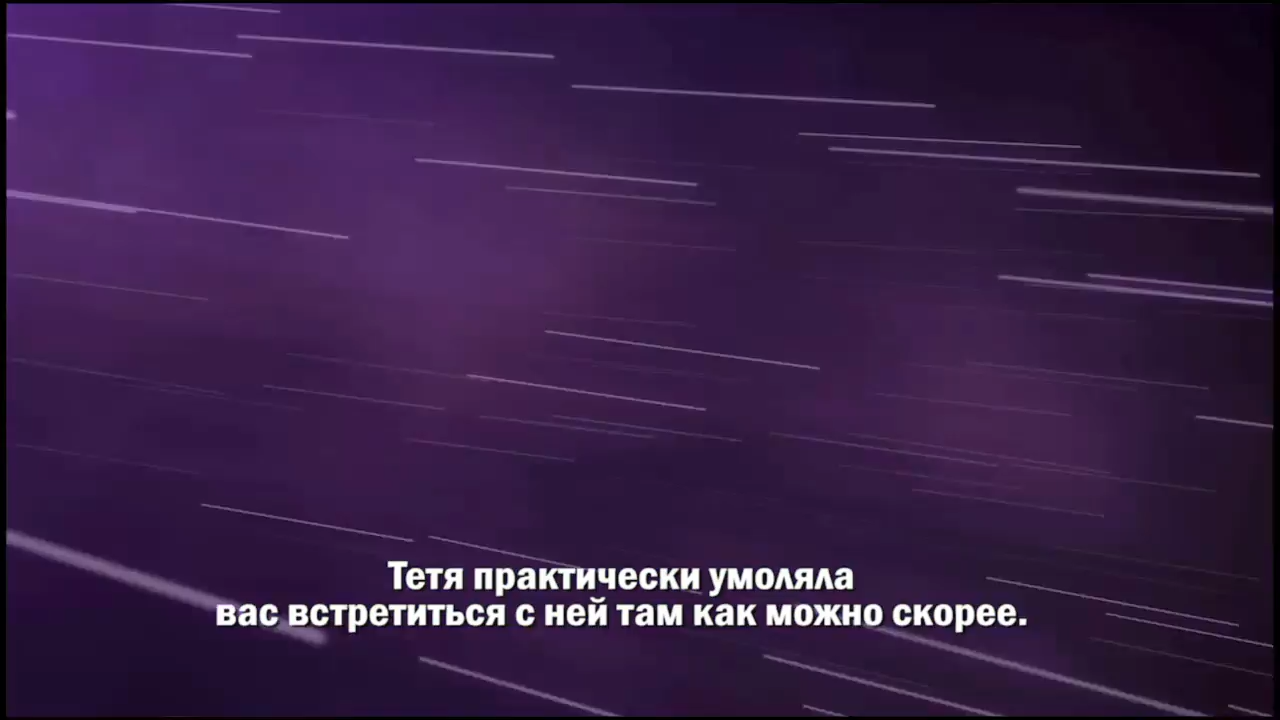 Тетя практически умоляла
вас встретиться с ней там как можно скорее.